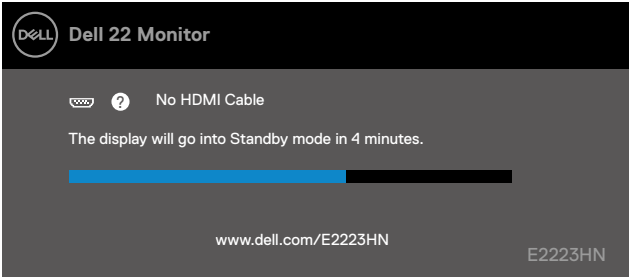 DELL
Dell 22 Monitor
? No HDMI Cable
The display will go into Standby mode in 4 minutes.
www.dell.com/E2223HN
E2223HN